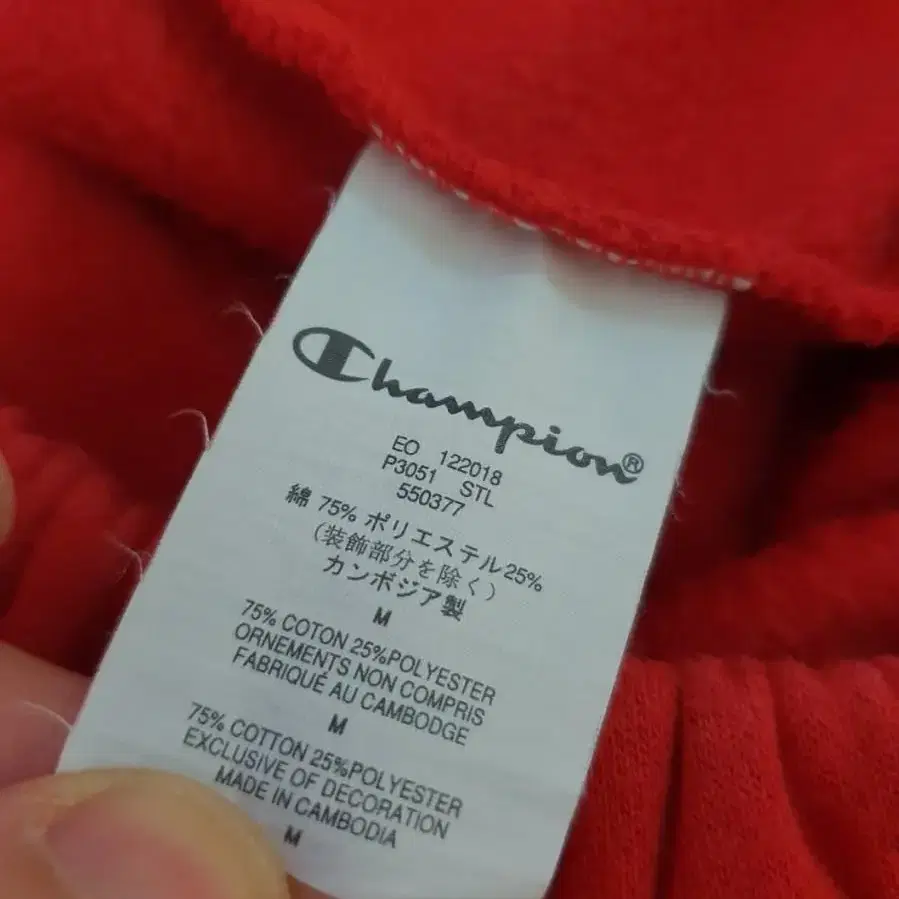 Champion®
EO 122018
P3051 STL
550377
綿 75% ポリエステル25%
(装飾部分を除く)
カンボジア製
M
75% COTON 25%POLYESTER
ORNEMENTS NON COMPRIS
FABRIQUÉ AU CAMBODGE
M
75% COTTON 25%POLYESTER
EXCLUSIVE OF DECORATION
MADE IN CAMBODIA
M